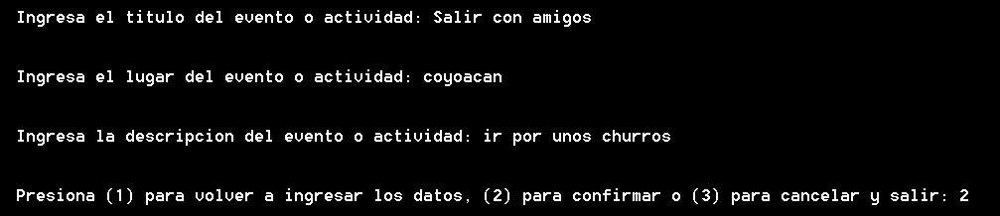 Ingresa el titulo del evento o actividad: Salir con amigos
Ingresa el lugar del evento o actividad: coyoacan
Ingresa la descripcion del evento o actividad: ir por unos churros
Presiona (1) para volver a ingresar los datos, (2) para confirmar o (3) para cancelar y salir: 2